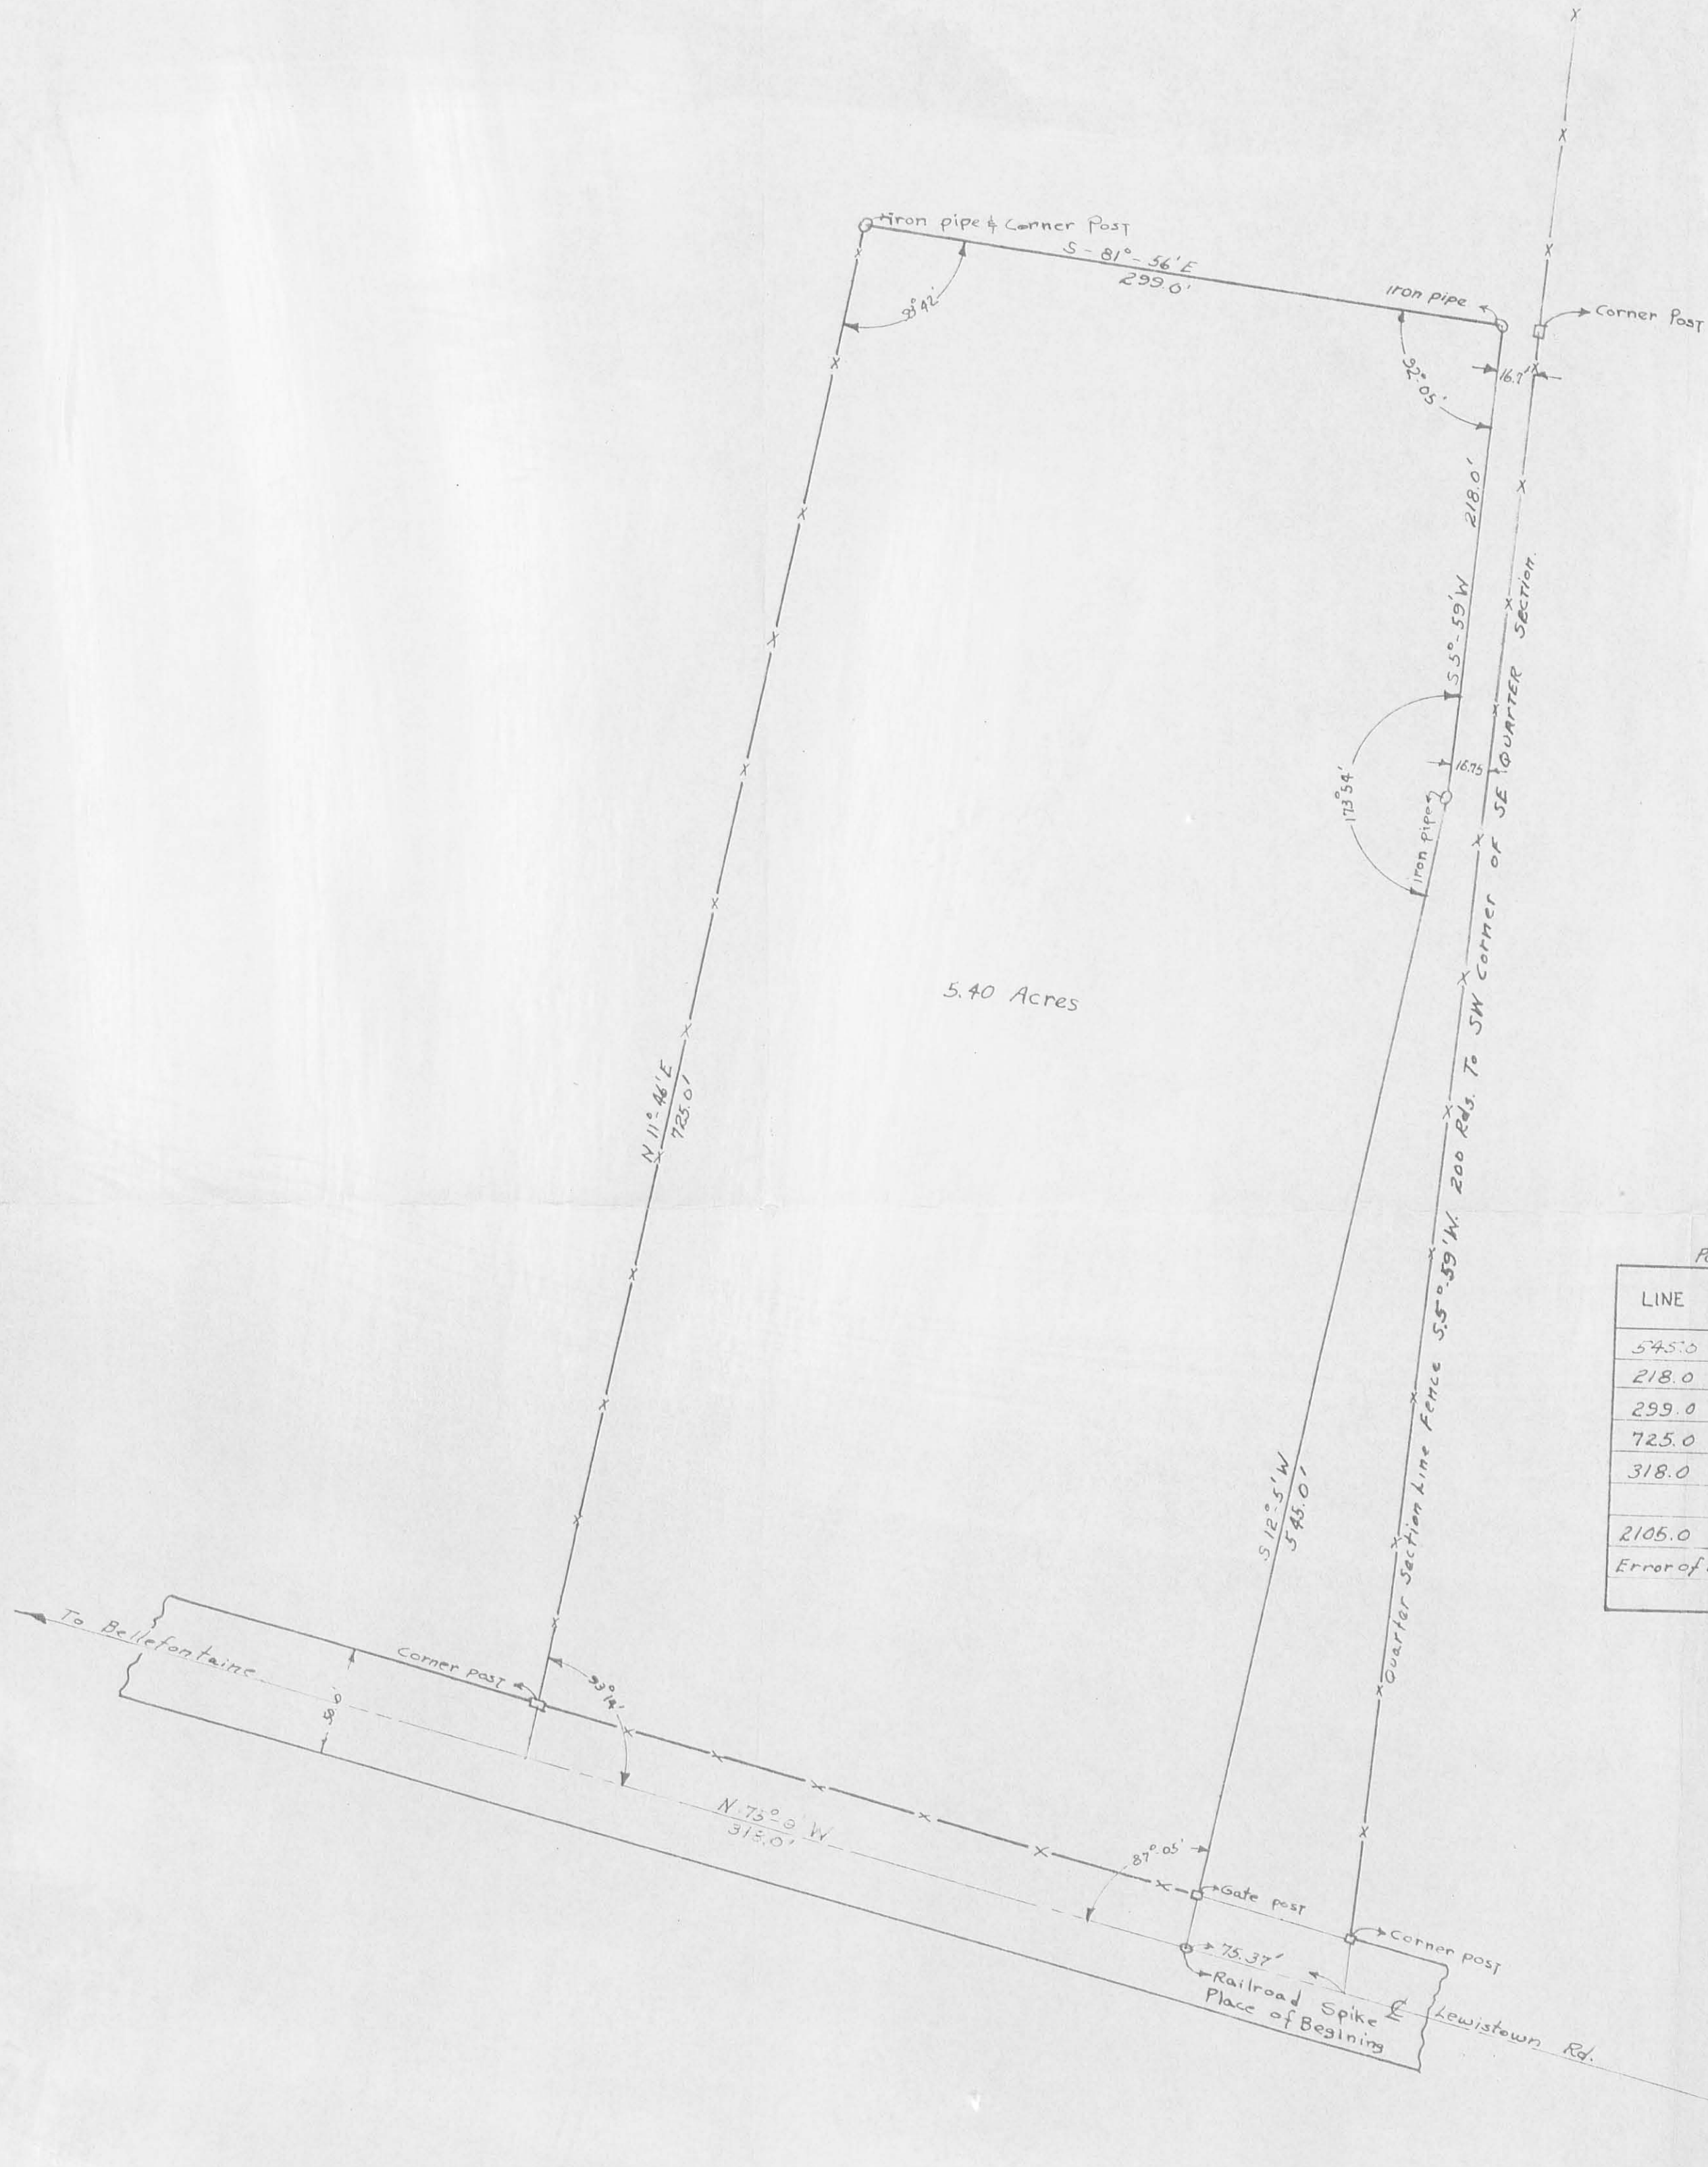 iron pipe & Corner Post
S - 81° - 56' E
299.0'
iron pipe
Corner Post
93°42'
92°.05'
16.7'
218.0'
S 5° - 59' W
16.75
173°54'
iron pipe
Quarter Section Line Fence S.5°-59'W. 200 Rds. To SW Corner OF SE QUARTER SECTION.
5.40 Acres
N 11° - 46' E
725.0'
S 12° - 5' W
545.0'
LINE
545.0
218.0
299.0
725.0
318.0
2105.0
Error of
To Bellefontaine
Corner post
93°14'
50.0'
N 75° W
318.0'
87°.05'
Gate post
Corner post
75.37'
Railroad Spike
Place of Begining
℄ Lewistown Rd.